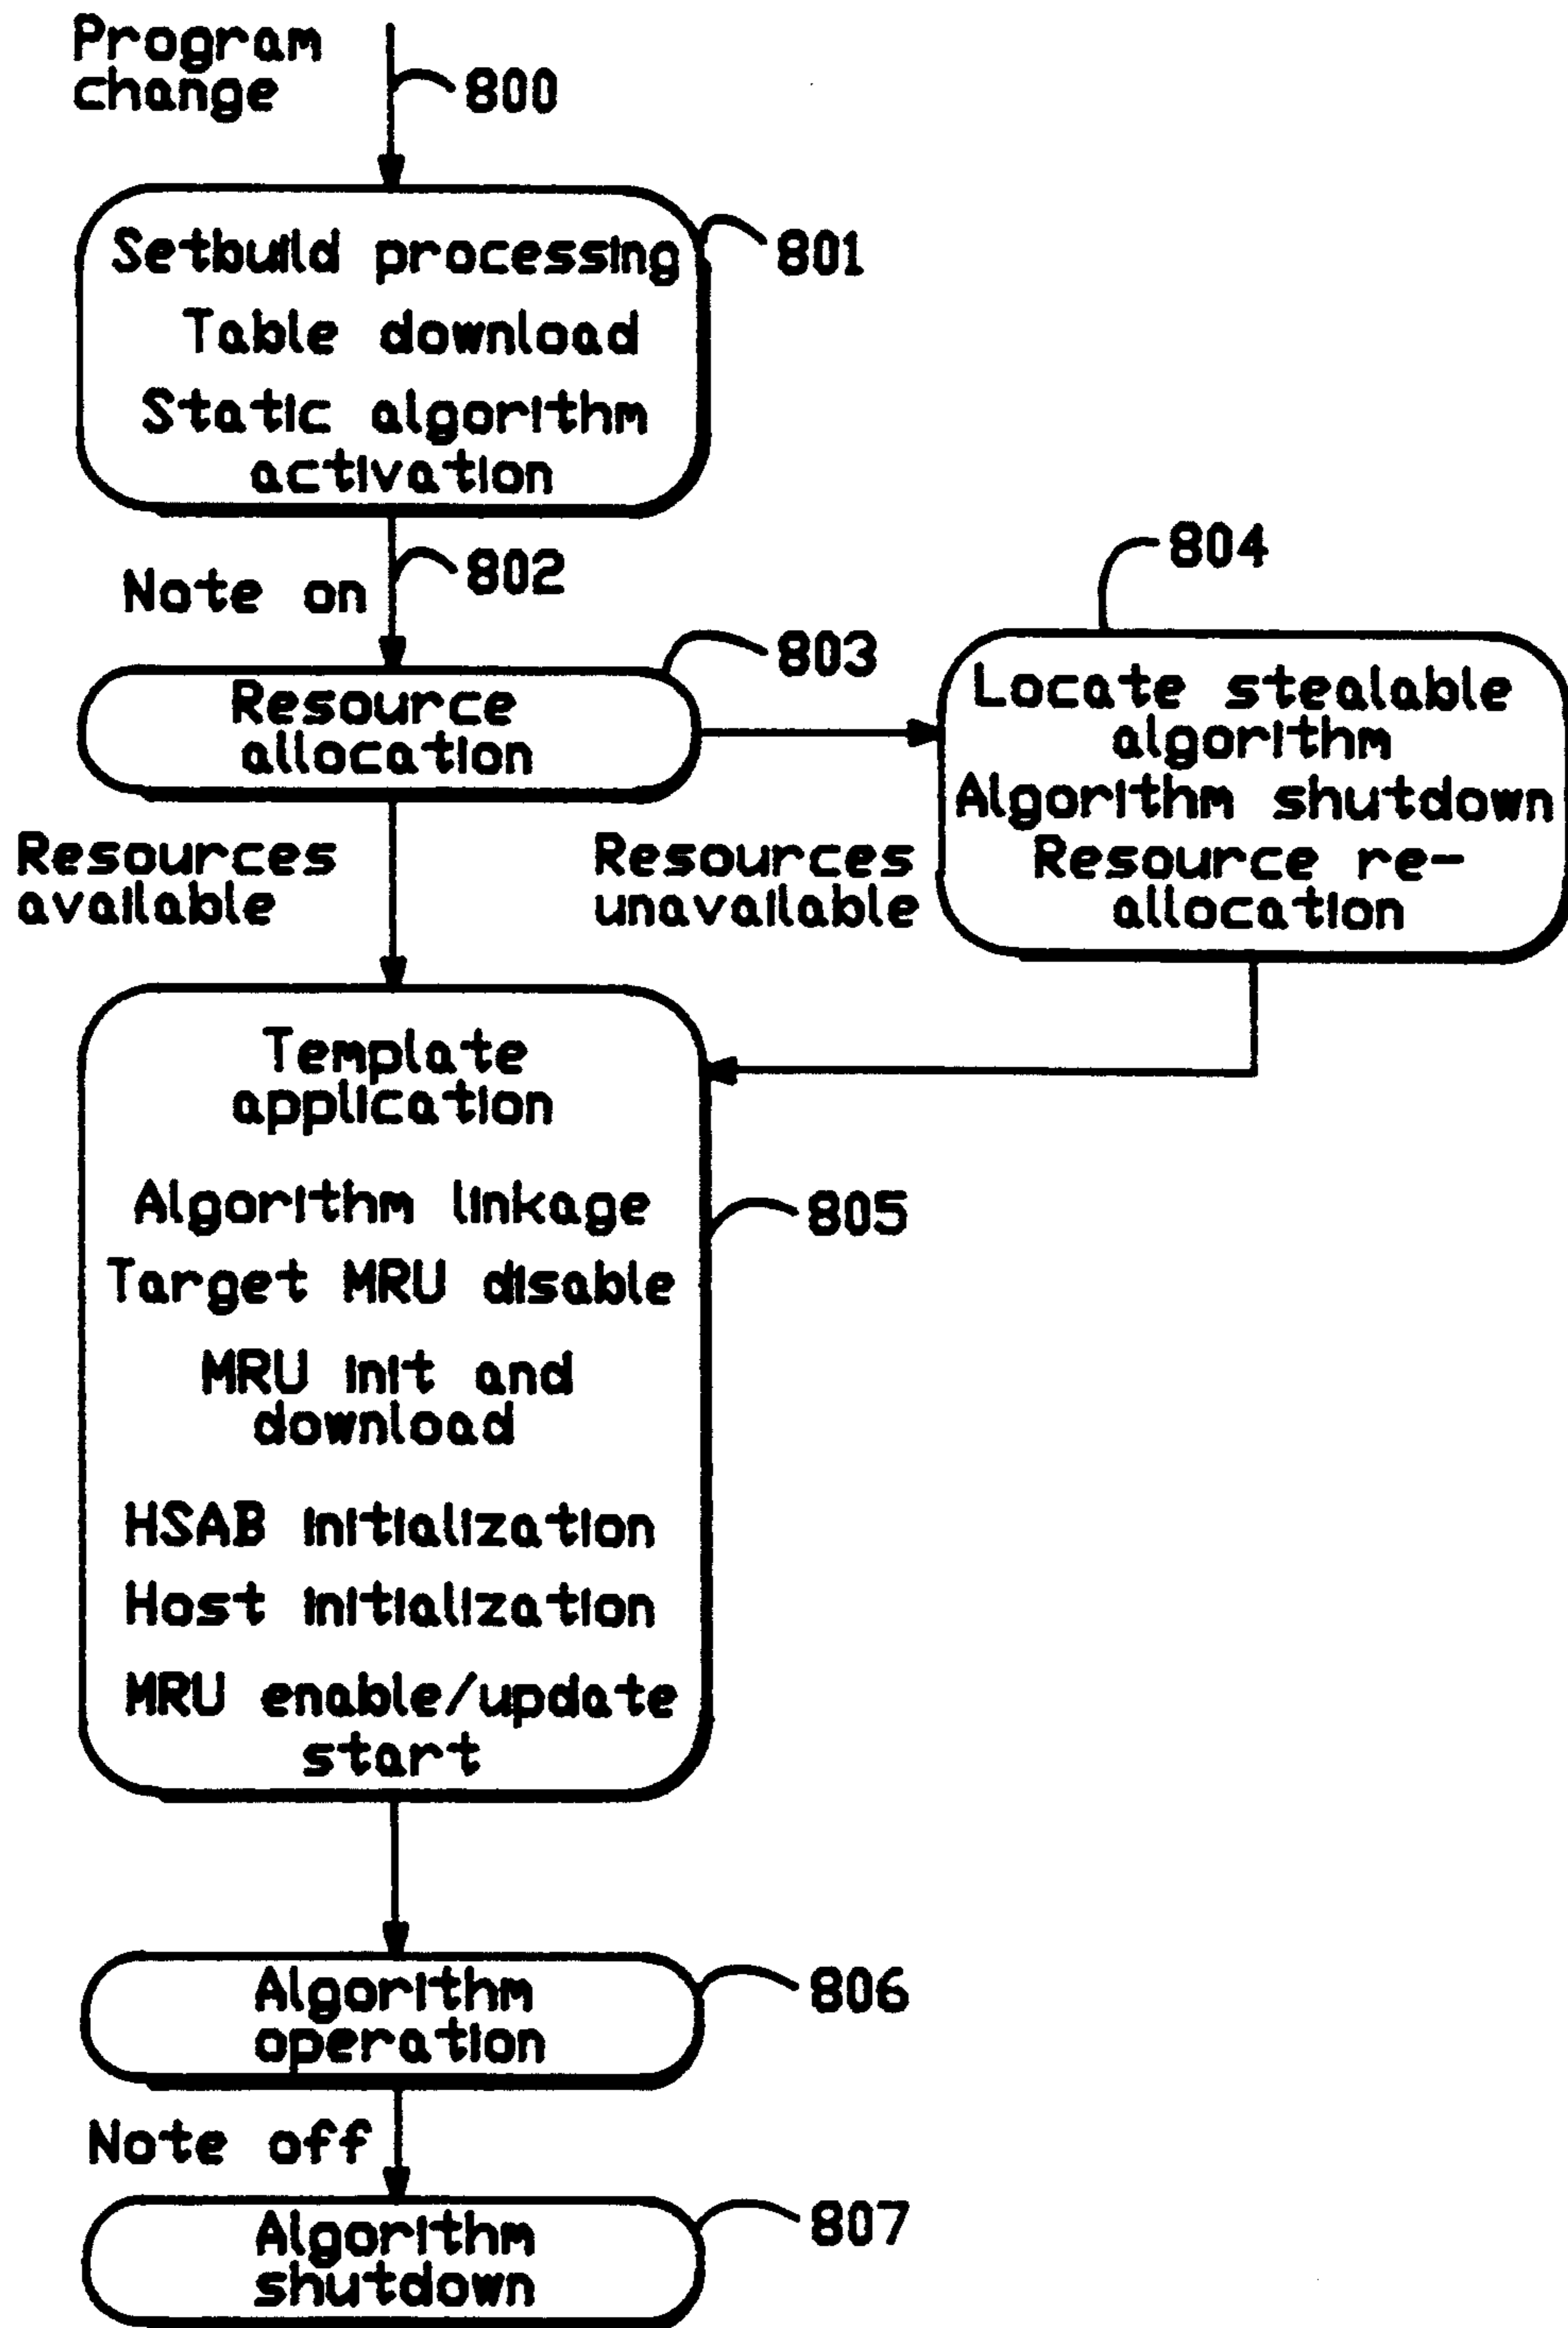 Program
change
800
Setbuild processing
801
Table download
Static algorithm
activation
802
Note on
804
803
Resource
allocation
Locate stealable
algorithm
Algorithm shutdown
Resource re-
allocation
Resources
available
Resources
unavailable
Template
application
Algorithm linkage
805
Target MRU disable
MRU init and
download
HSAB initialization
Host initialization
MRU enable/update
start
Algorithm
operation
806
Note off
Algorithm
shutdown
807